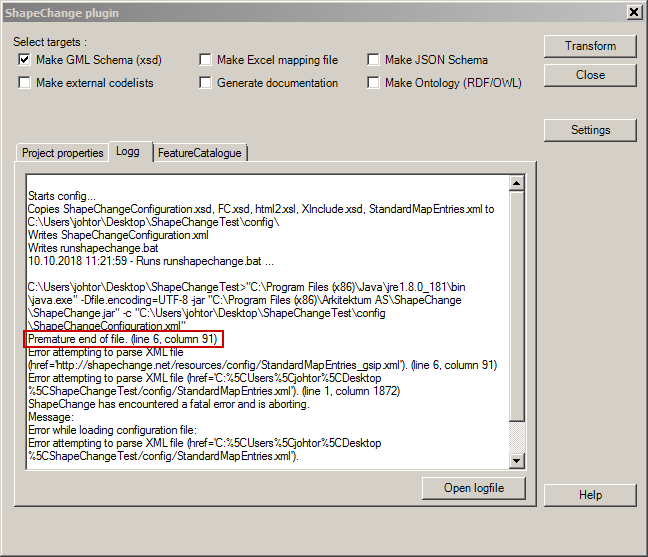 ShapeChange plugin
Select targets :
Make GML Schema (xsd)
Make Excel mapping file
Make JSON Schema
Make external codelists
Generate documentation
Make Ontology (RDF/OWL)
Transform
Close
Settings
Project properties
Logg
FeatureCatalogue
Starts config...
Copies ShapeChangeConfiguration.xsd, FC.xsd, html2.xsl, XInclude.xsd, StandardMapEntries.xml to
C:\Users\johtor\Desktop\ShapeChangeTest\config\
Writes ShapeChangeConfiguration.xml
Writes runshapechange.bat
10.10.2018 11:21:59 - Runs runshapechange.bat ...
C:\Users\johtor\Desktop\ShapeChangeTest>"C:\Program Files (x86)\Java\jre1.8.0_181\bin
\java.exe" -Dfile.encoding=UTF-8 -jar "C:\Program Files (x86)\Arkitektum AS\ShapeChange
\ShapeChange.jar" -c "C:\Users\johtor\Desktop\ShapeChangeTest\config
\ShapeChangeConfiguration.xml"
Premature end of file. (line 6, column 91)
Error attempting to parse XML file
(href='http://shapechange.net/resources/config/StandardMapEntries_gsip.xml'). (line 6, column 91)
Error attempting to parse XML file (href='C:%5CUsers%5Cjohtor%5CDesktop
%5CShapeChangeTest/config/StandardMapEntries.xml'). (line 1, column 1872)
ShapeChange has encountered a fatal error and is aborting.
Message:
Error while loading configuration file:
Error attempting to parse XML file (href='C:%5CUsers%5Cjohtor%5CDesktop
%5CShapeChangeTest/config/StandardMapEntries.xml').
Open logfile
Help